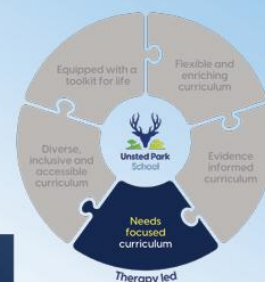 Equipped with a
toolkit for life
Flexible and
enriching
curriculum
Diverse,
inclusive and
accessible
curriculum
Unsted Park
School
Evidence
informed
curriculum
Needs
focused
curriculum
Therapy led